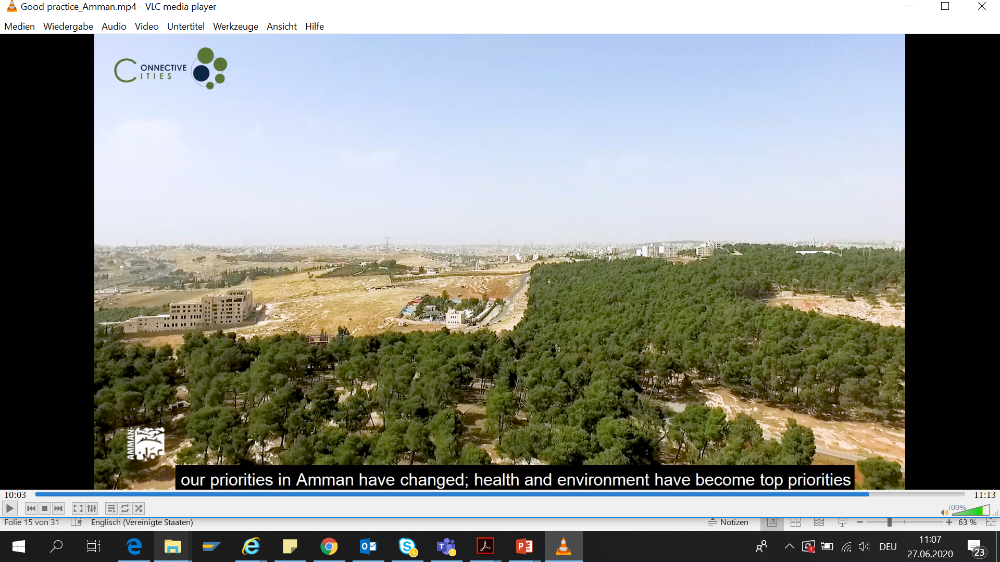 Good practice_Amman.mp4 - VLC media player
Medien Wiedergabe Audio Video Untertitel Werkzeuge Ansicht Hilfe
CONNECTIVE
CITIES
AMMAN
our priorities in Amman have changed; health and environment have become top priorities
10:03 11:13
100%
Folie 15 von 31 Englisch (Vereinigte Staaten) Notizen 63 %
11:07
DEU
27.06.2020
23